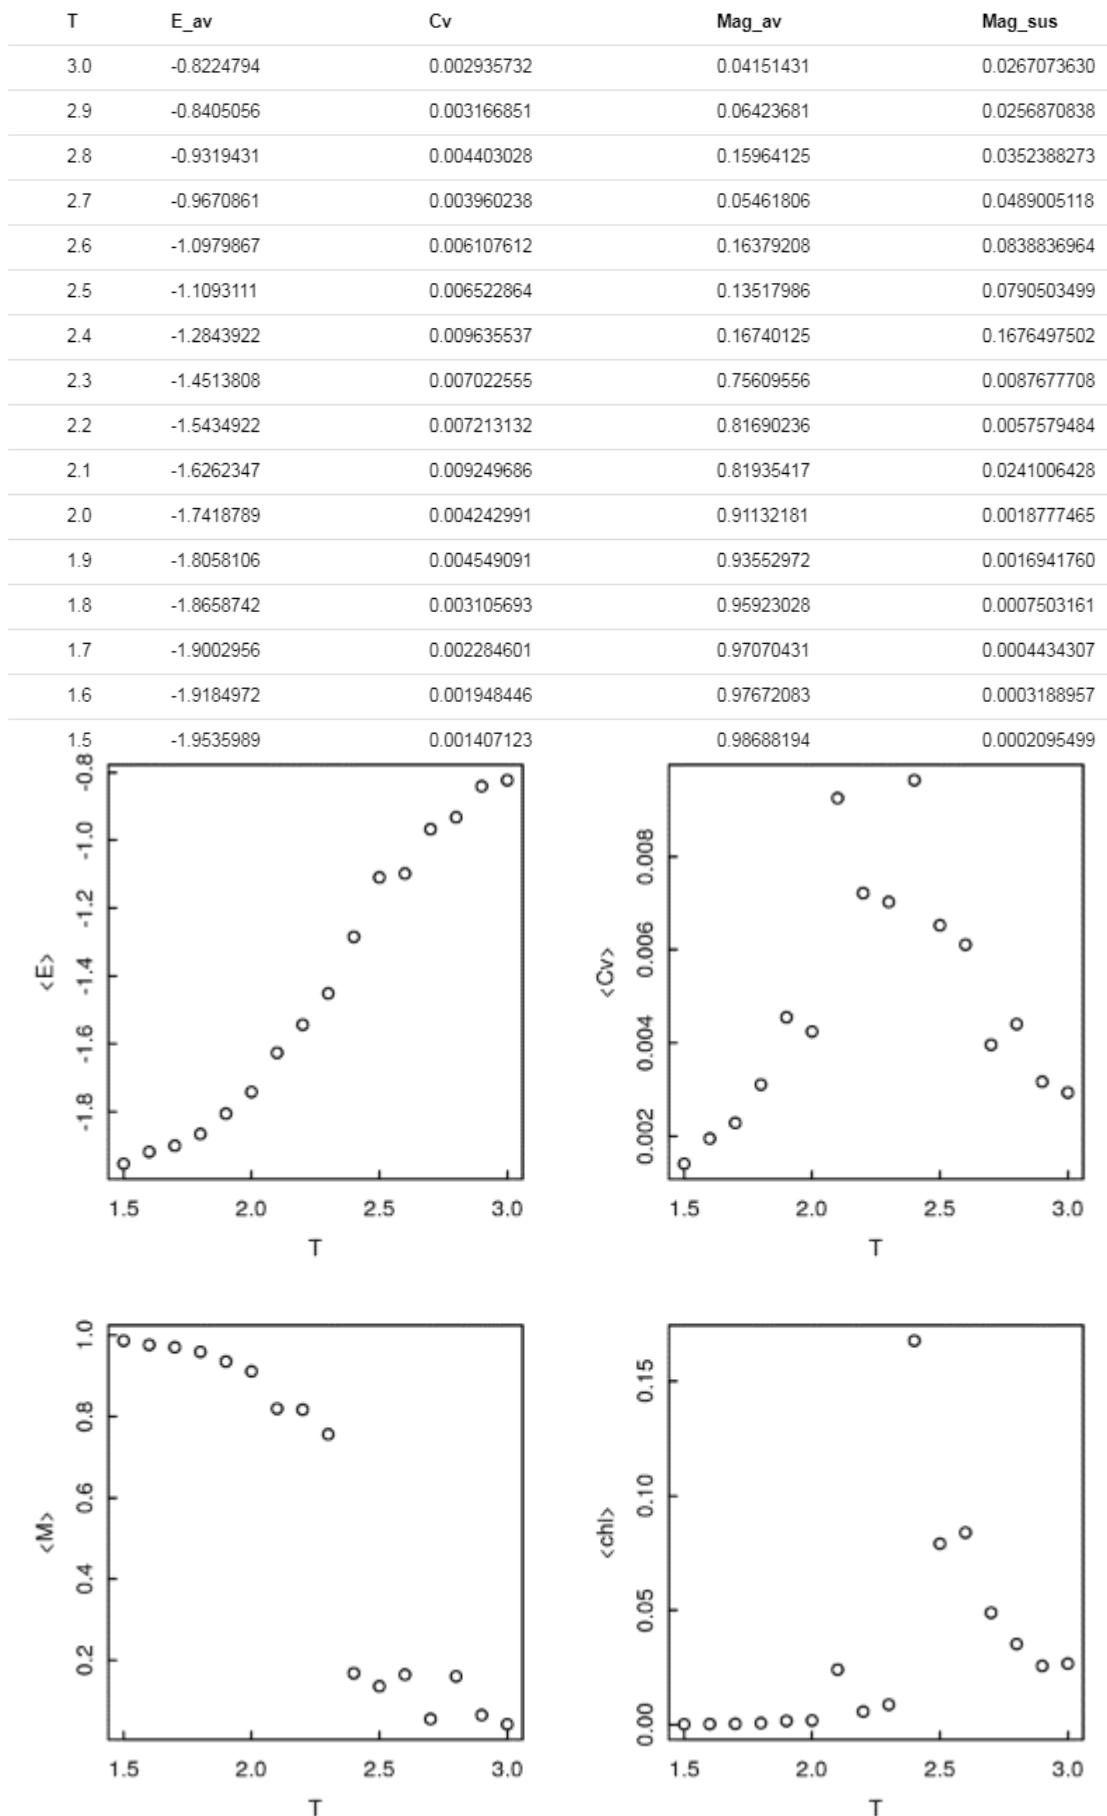 T E_av Cv Mag_av Mag_sus
3.0 -0.8224794 0.002935732 0.04151431 0.0267073630
2.9 -0.8405056 0.003166851 0.06423681 0.0256870838
2.8 -0.9319431 0.004403028 0.15964125 0.0352388273
2.7 -0.9670861 0.003960238 0.05461806 0.0489005118
2.6 -1.0979867 0.006107612 0.16379208 0.0838836964
2.5 -1.1093111 0.006522864 0.13517986 0.0790503499
2.4 -1.2843922 0.009635537 0.16740125 0.1676497502
2.3 -1.4513808 0.007022555 0.75609556 0.0087677708
2.2 -1.5434922 0.007213132 0.81690236 0.0057579484
2.1 -1.6262347 0.009249686 0.81935417 0.0241006428
2.0 -1.7418789 0.004242991 0.91132181 0.0018777465
1.9 -1.8058106 0.004549091 0.93552972 0.0016941760
1.8 -1.8658742 0.003105693 0.95923028 0.0007503161
1.7 -1.9002956 0.002284601 0.97070431 0.0004434307
1.6 -1.9184972 0.001948446 0.97672083 0.0003188957
1.5 -1.9535989 0.001407123 0.98688194 0.0002095499
<E>
-1.8 -1.6 -1.4 -1.2 -1.0 -0.8
1.5 2.0 2.5 3.0
T
<Cv>
0.002 0.004 0.006 0.008
1.5 2.0 2.5 3.0
T
<M>
0.2 0.4 0.6 0.8 1.0
1.5 2.0 2.5 3.0
T
<chl>
0.00 0.05 0.10 0.15
1.5 2.0 2.5 3.0
T